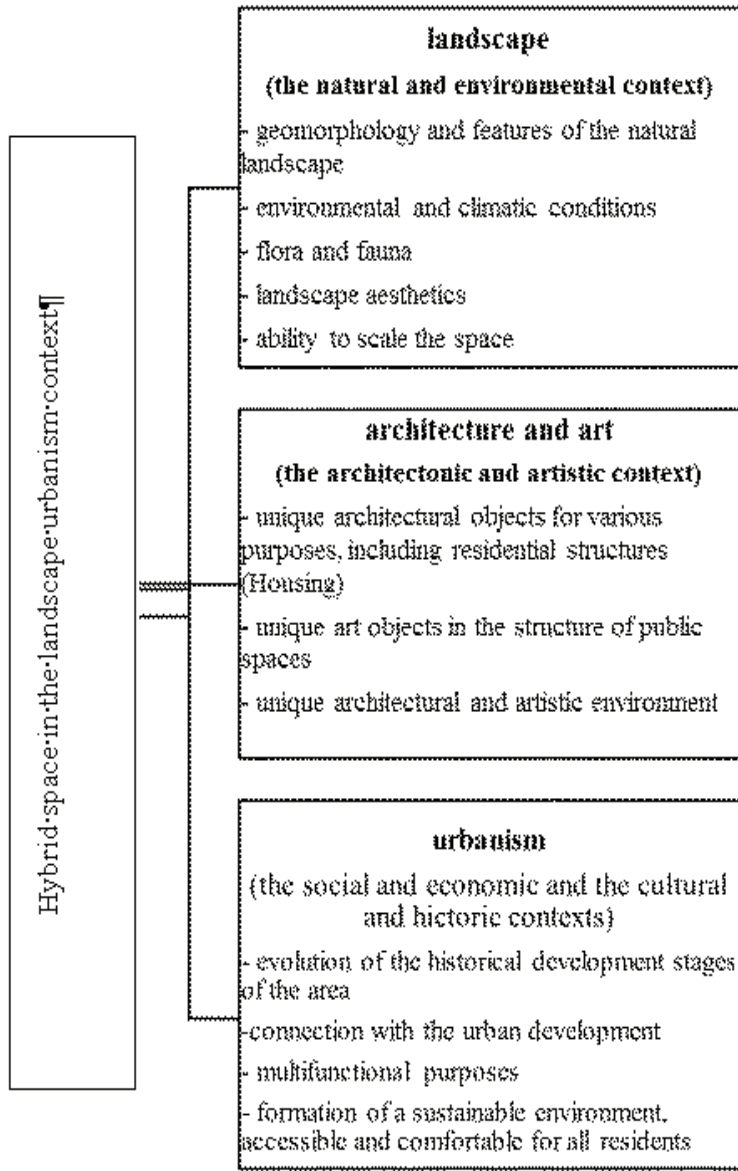 Hybrid·space·in·the·landscape·urbanism·context¶
landscape
(the natural and environmental context)
- geomorphology and features of the natural
landscape
- environmental and climatic conditions
- flora and fauna
- landscape aesthetics
- ability to scale the space
architecture and art
(the architectonic and artistic context)
- unique architectural objects for various
purposes, including residential structures
(Housing)
- unique art objects in the structure of public
spaces
- unique architectural and artistic environment
urbanism
(the social and economic and the cultural
and hictoric contexts)
- evolution of the historical development stages
of the area
-connection with the urban development
- multifunctional purposes
- formation of a sustainable environment,
accessible and comfortable for all residents